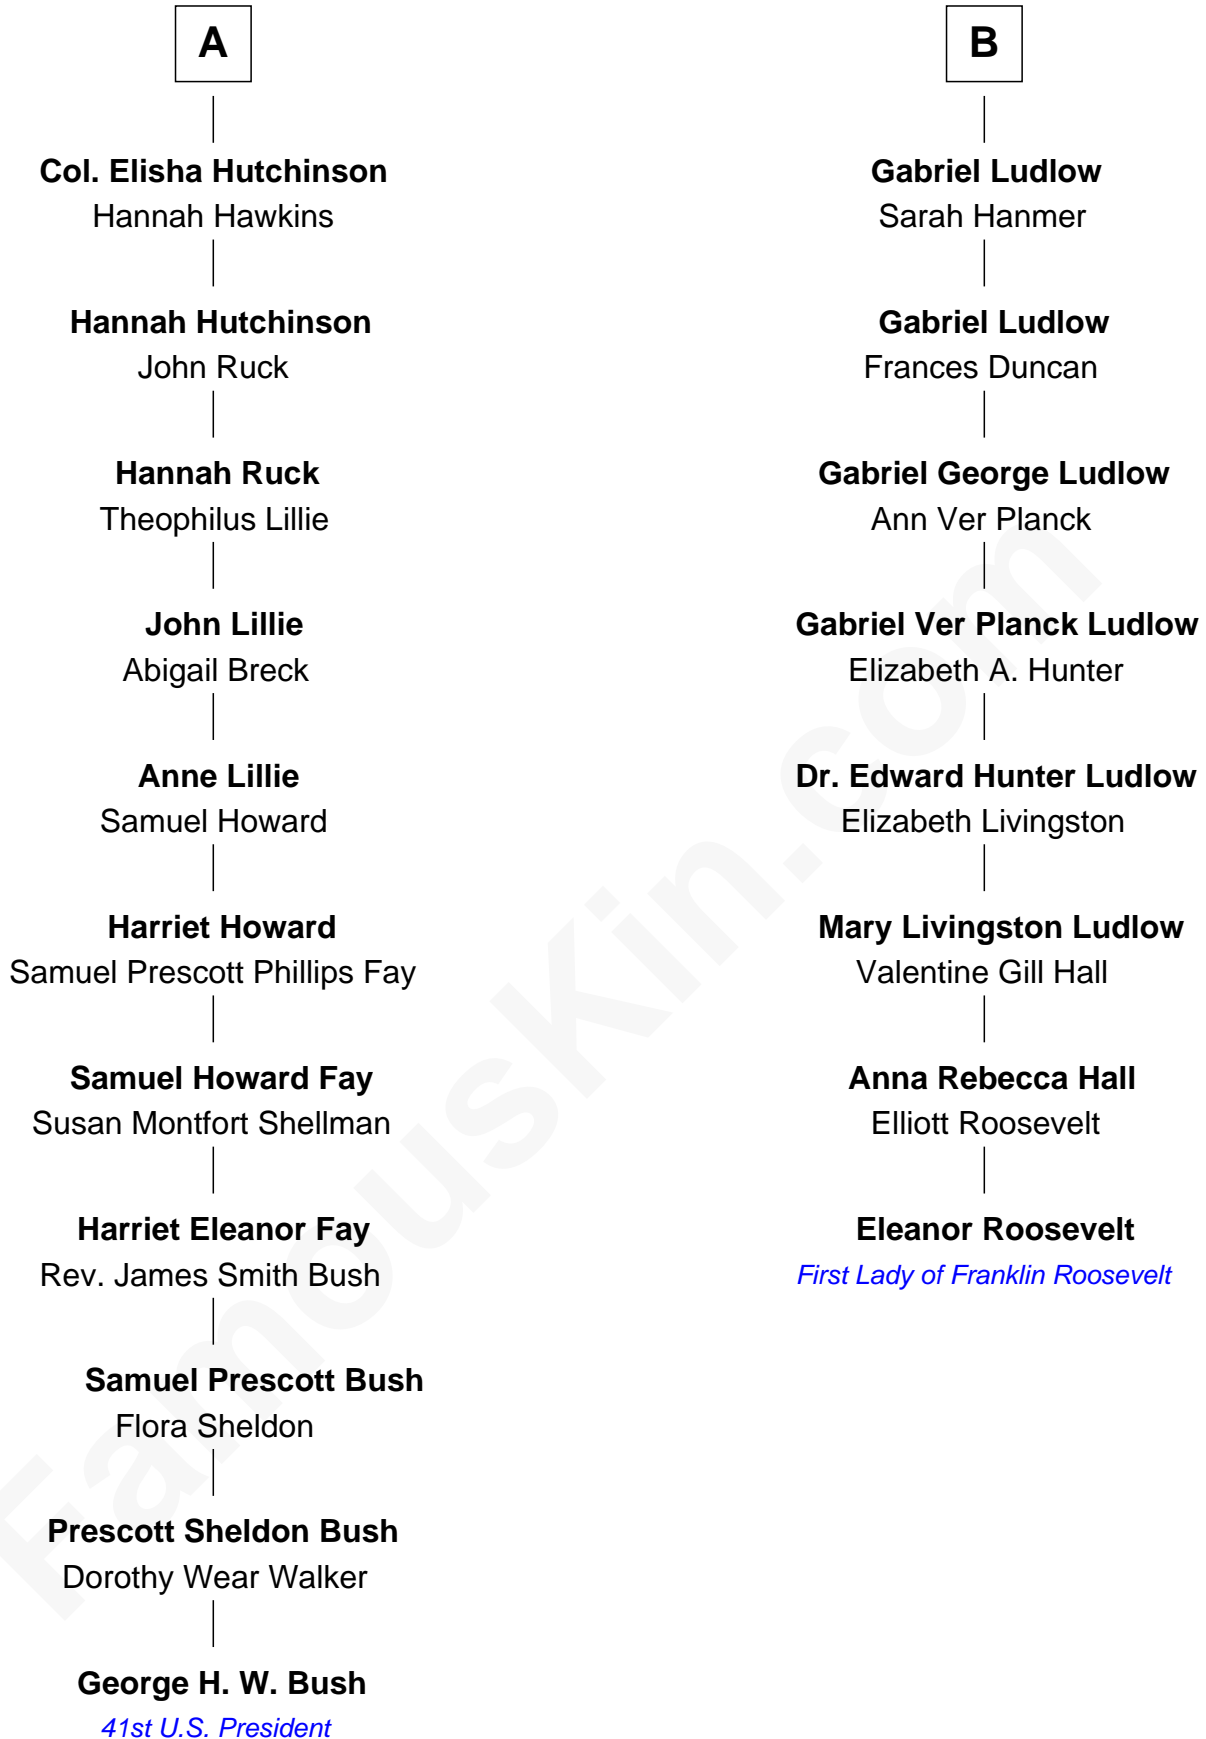 A
Col. Elisha Hutchinson
Hannah Hawkins
Hannah Hutchinson
John Ruck
Hannah Ruck
Theophilus Lillie
John Lillie
Abigail Breck
Anne Lillie
Samuel Howard
Harriet Howard
Samuel Prescott Phillips Fay
Samuel Howard Fay
Susan Montfort Shellman
Harriet Eleanor Fay
Rev. James Smith Bush
Samuel Prescott Bush
Flora Sheldon
Prescott Sheldon Bush
Dorothy Wear Walker
George H. W. Bush
41st U.S. President
B
Gabriel Ludlow
Sarah Hanmer
Gabriel Ludlow
Frances Duncan
Gabriel George Ludlow
Ann Ver Planck
Gabriel Ver Planck Ludlow
Elizabeth A. Hunter
Dr. Edward Hunter Ludlow
Elizabeth Livingston
Mary Livingston Ludlow
Valentine Gill Hall
Anna Rebecca Hall
Elliott Roosevelt
Eleanor Roosevelt
First Lady of Franklin Roosevelt
FamousKin.com